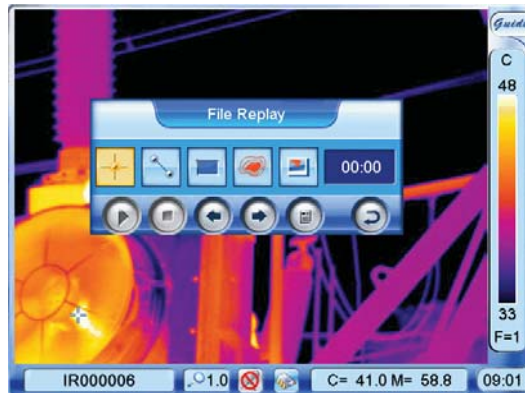 Guide
C
48
File Replay
00:00
33
F=1
IR000006
1.0
C= 41.0 M= 58.8
09:01